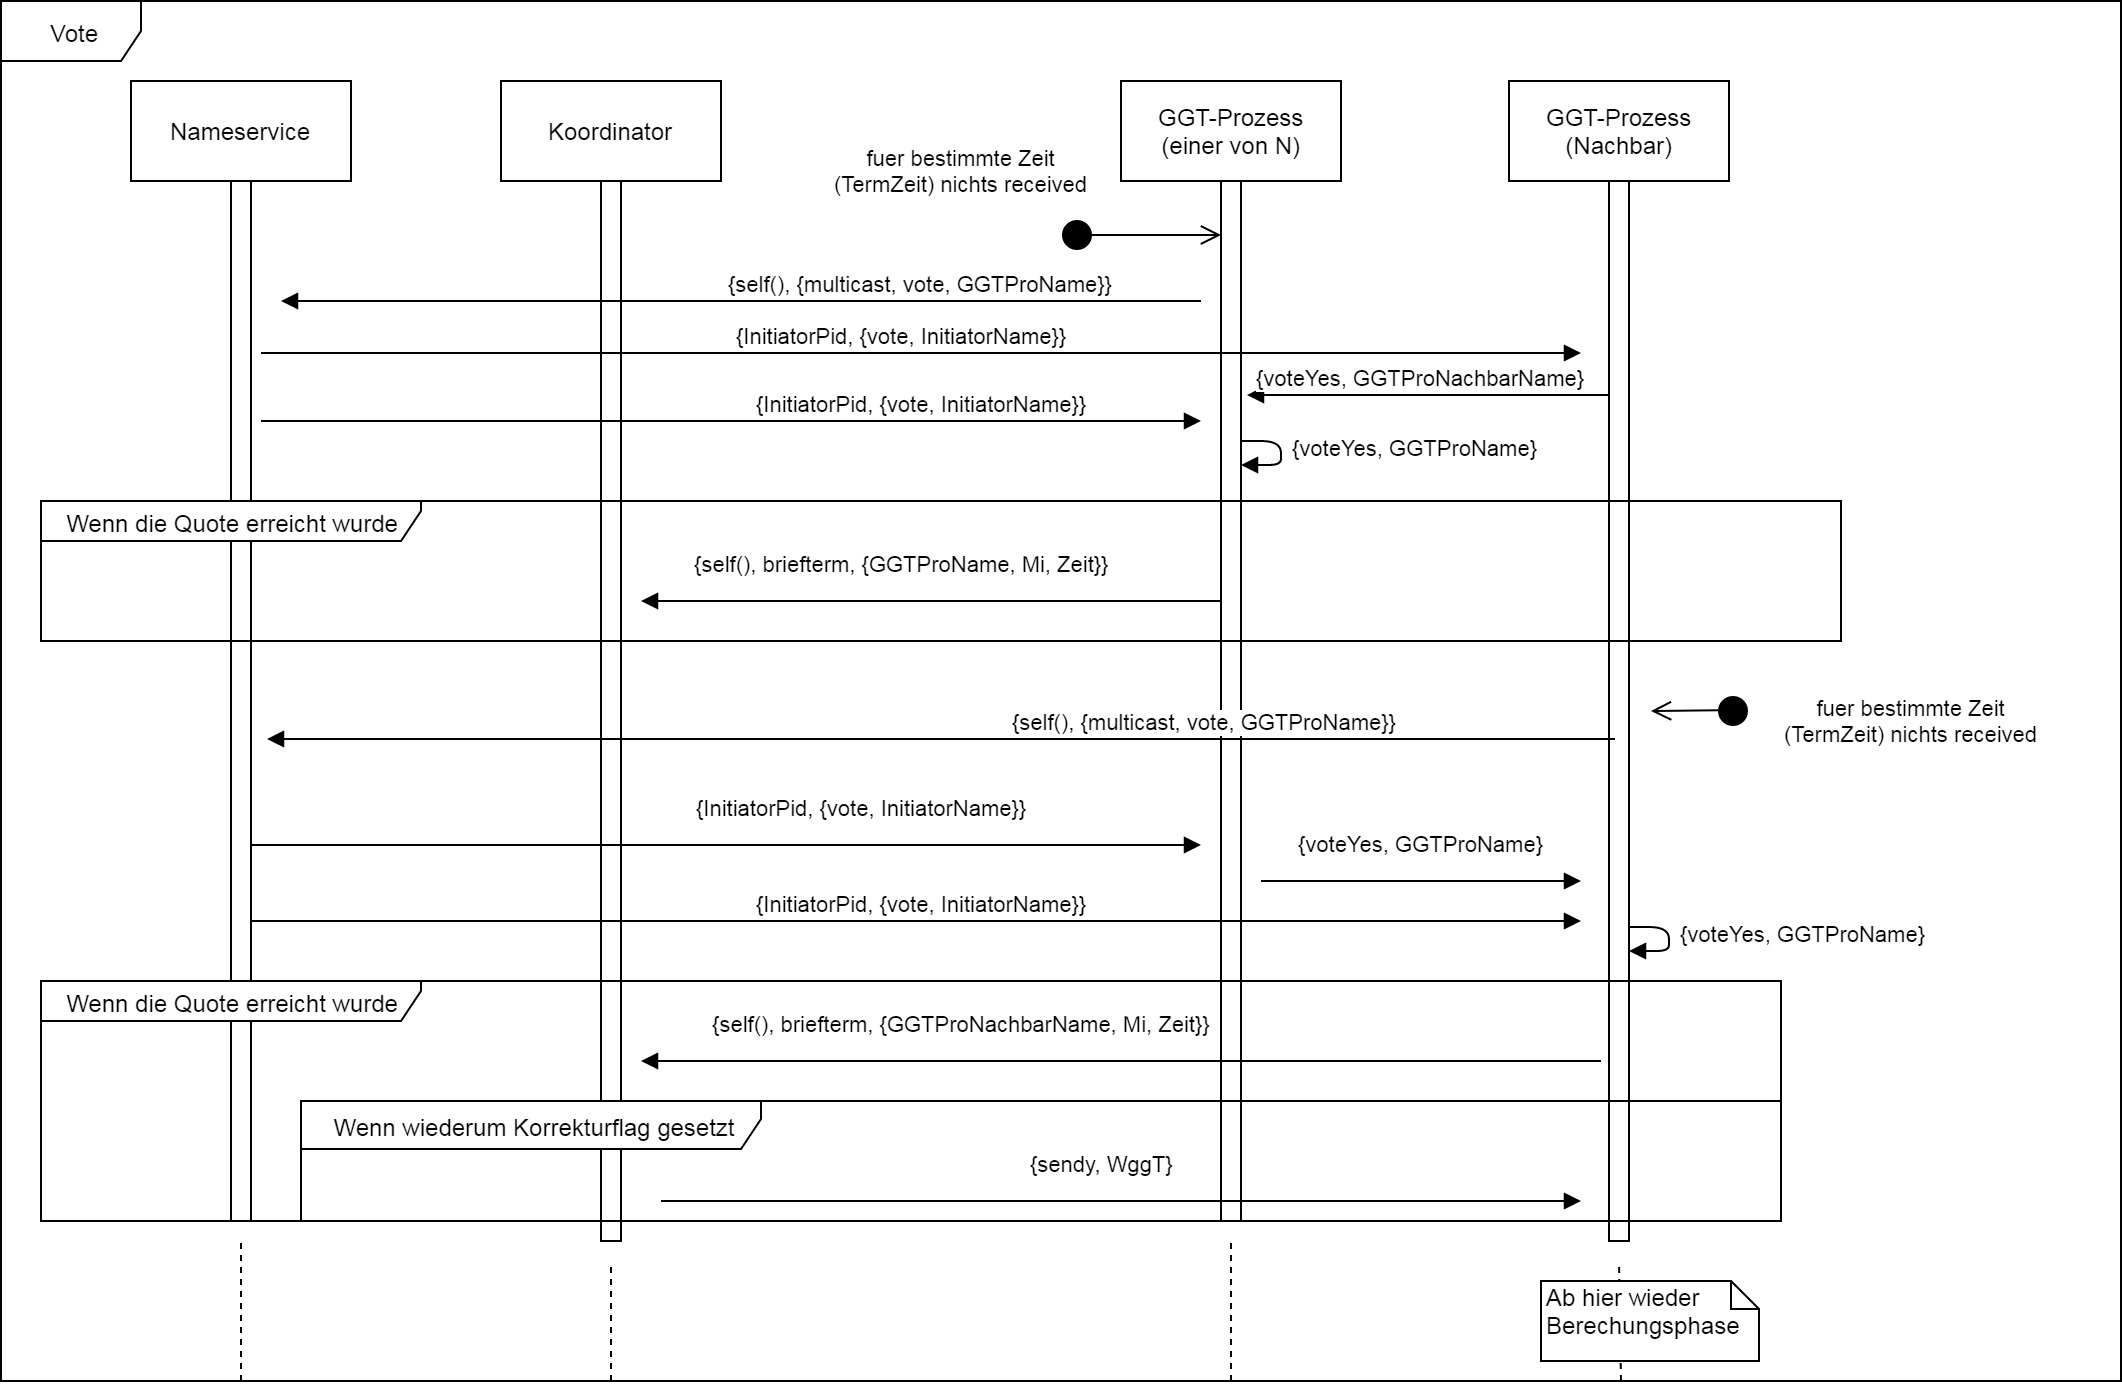 Vote
Nameservice
Koordinator
GGT-Prozess
(einer von N)
GGT-Prozess
(Nachbar)
fuer bestimmte Zeit
(TermZeit) nichts received
{self(), {multicast, vote, GGTProName}}
{InitiatorPid, {vote, InitiatorName}}
{voteYes, GGTProNachbarName}
{InitiatorPid, {vote, InitiatorName}}
{voteYes, GGTProName}
Wenn die Quote erreicht wurde
{self(), briefterm, {GGTProName, Mi, Zeit}}
fuer bestimmte Zeit
(TermZeit) nichts received
{self(), {multicast, vote, GGTProName}}
{InitiatorPid, {vote, InitiatorName}}
{voteYes, GGTProName}
{InitiatorPid, {vote, InitiatorName}}
{voteYes, GGTProName}
Wenn die Quote erreicht wurde
{self(), briefterm, {GGTProNachbarName, Mi, Zeit}}
Wenn wiederum Korrekturflag gesetzt
{sendy, WggT}
Ab hier wieder
Berechungsphase